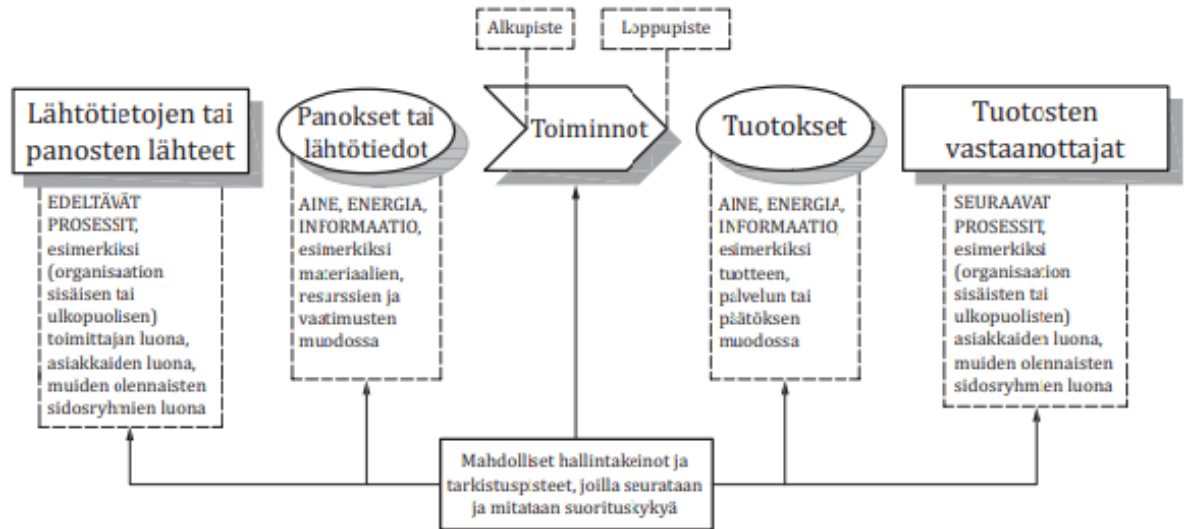 Alkupiste
Loppupiste
Lähtötietojen tai
panosten lähteet
EDELTÄVÄT
PROSESSIT,
esimerkiksi
(organisaation
sisäisen tai
ulkopuolisen)
toimittajan luona,
asiakkaiden luona,
muiden olennaisten
sidosryhmien luona
Panokset tai
lähtötiedot
AINE, ENERGIA,
INFORMAATIO,
esimerkiksi
materiaalien,
resurssien ja
vaatimusten
muodossa
Toiminnot
Tuotokset
AINE, ENERGIA,
INFORMAATIO,
esimerkiksi
tuotteen,
palvelun tai
päätöksen
muodossa
Tuotosten
vastaanottajat
SEURAAVAT
PROSESSIT,
esimerkiksi
(organisaation
sisäisten tai
ulkopuolisten)
asiakkaiden luona,
muiden olennaisten
sidosryhmien luona
Mahdolliset hallintakeinot ja
tarkistuspisteet, joilla seurataan
ja mitataan suorituskykyä